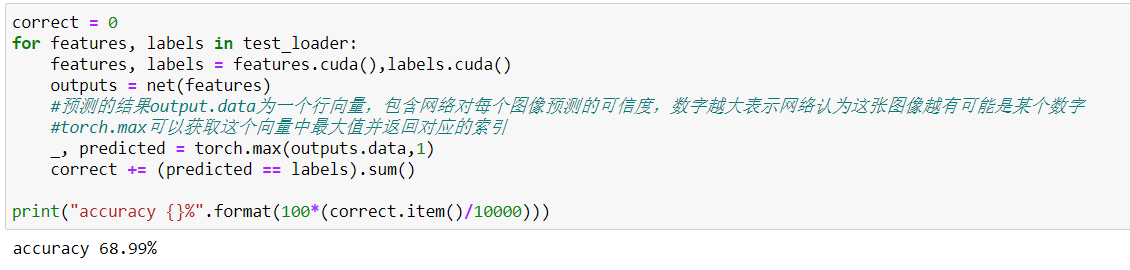 correct = 0
for features, labels in test_loader:
    features, labels = features.cuda(),labels.cuda()
    outputs = net(features)
    #预测的结果output.data为一个行向量，包含网络对每个图像预测的可信度，数字越大表示网络认为这张图像越有可能是某个数字
    #torch.max可以获取这个向量中最大值并返回对应的索引
    _, predicted = torch.max(outputs.data,1)
    correct += (predicted == labels).sum()
print("accuracy {}%".format(100*(correct.item()/10000)))
accuracy 68.99%